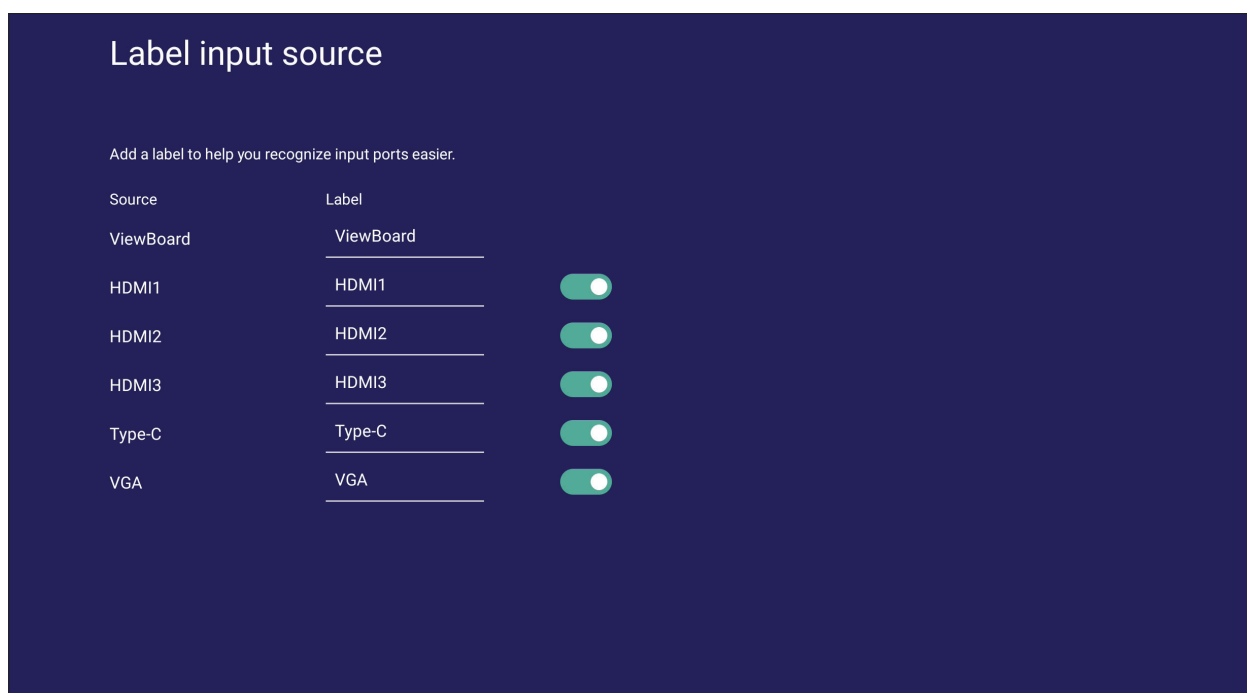 Label input source
Add a label to help you recognize input ports easier.
Source Label
ViewBoard ViewBoard
HDMI1 HDMI1
HDMI2 HDMI2
HDMI3 HDMI3
Type-C Type-C
VGA VGA